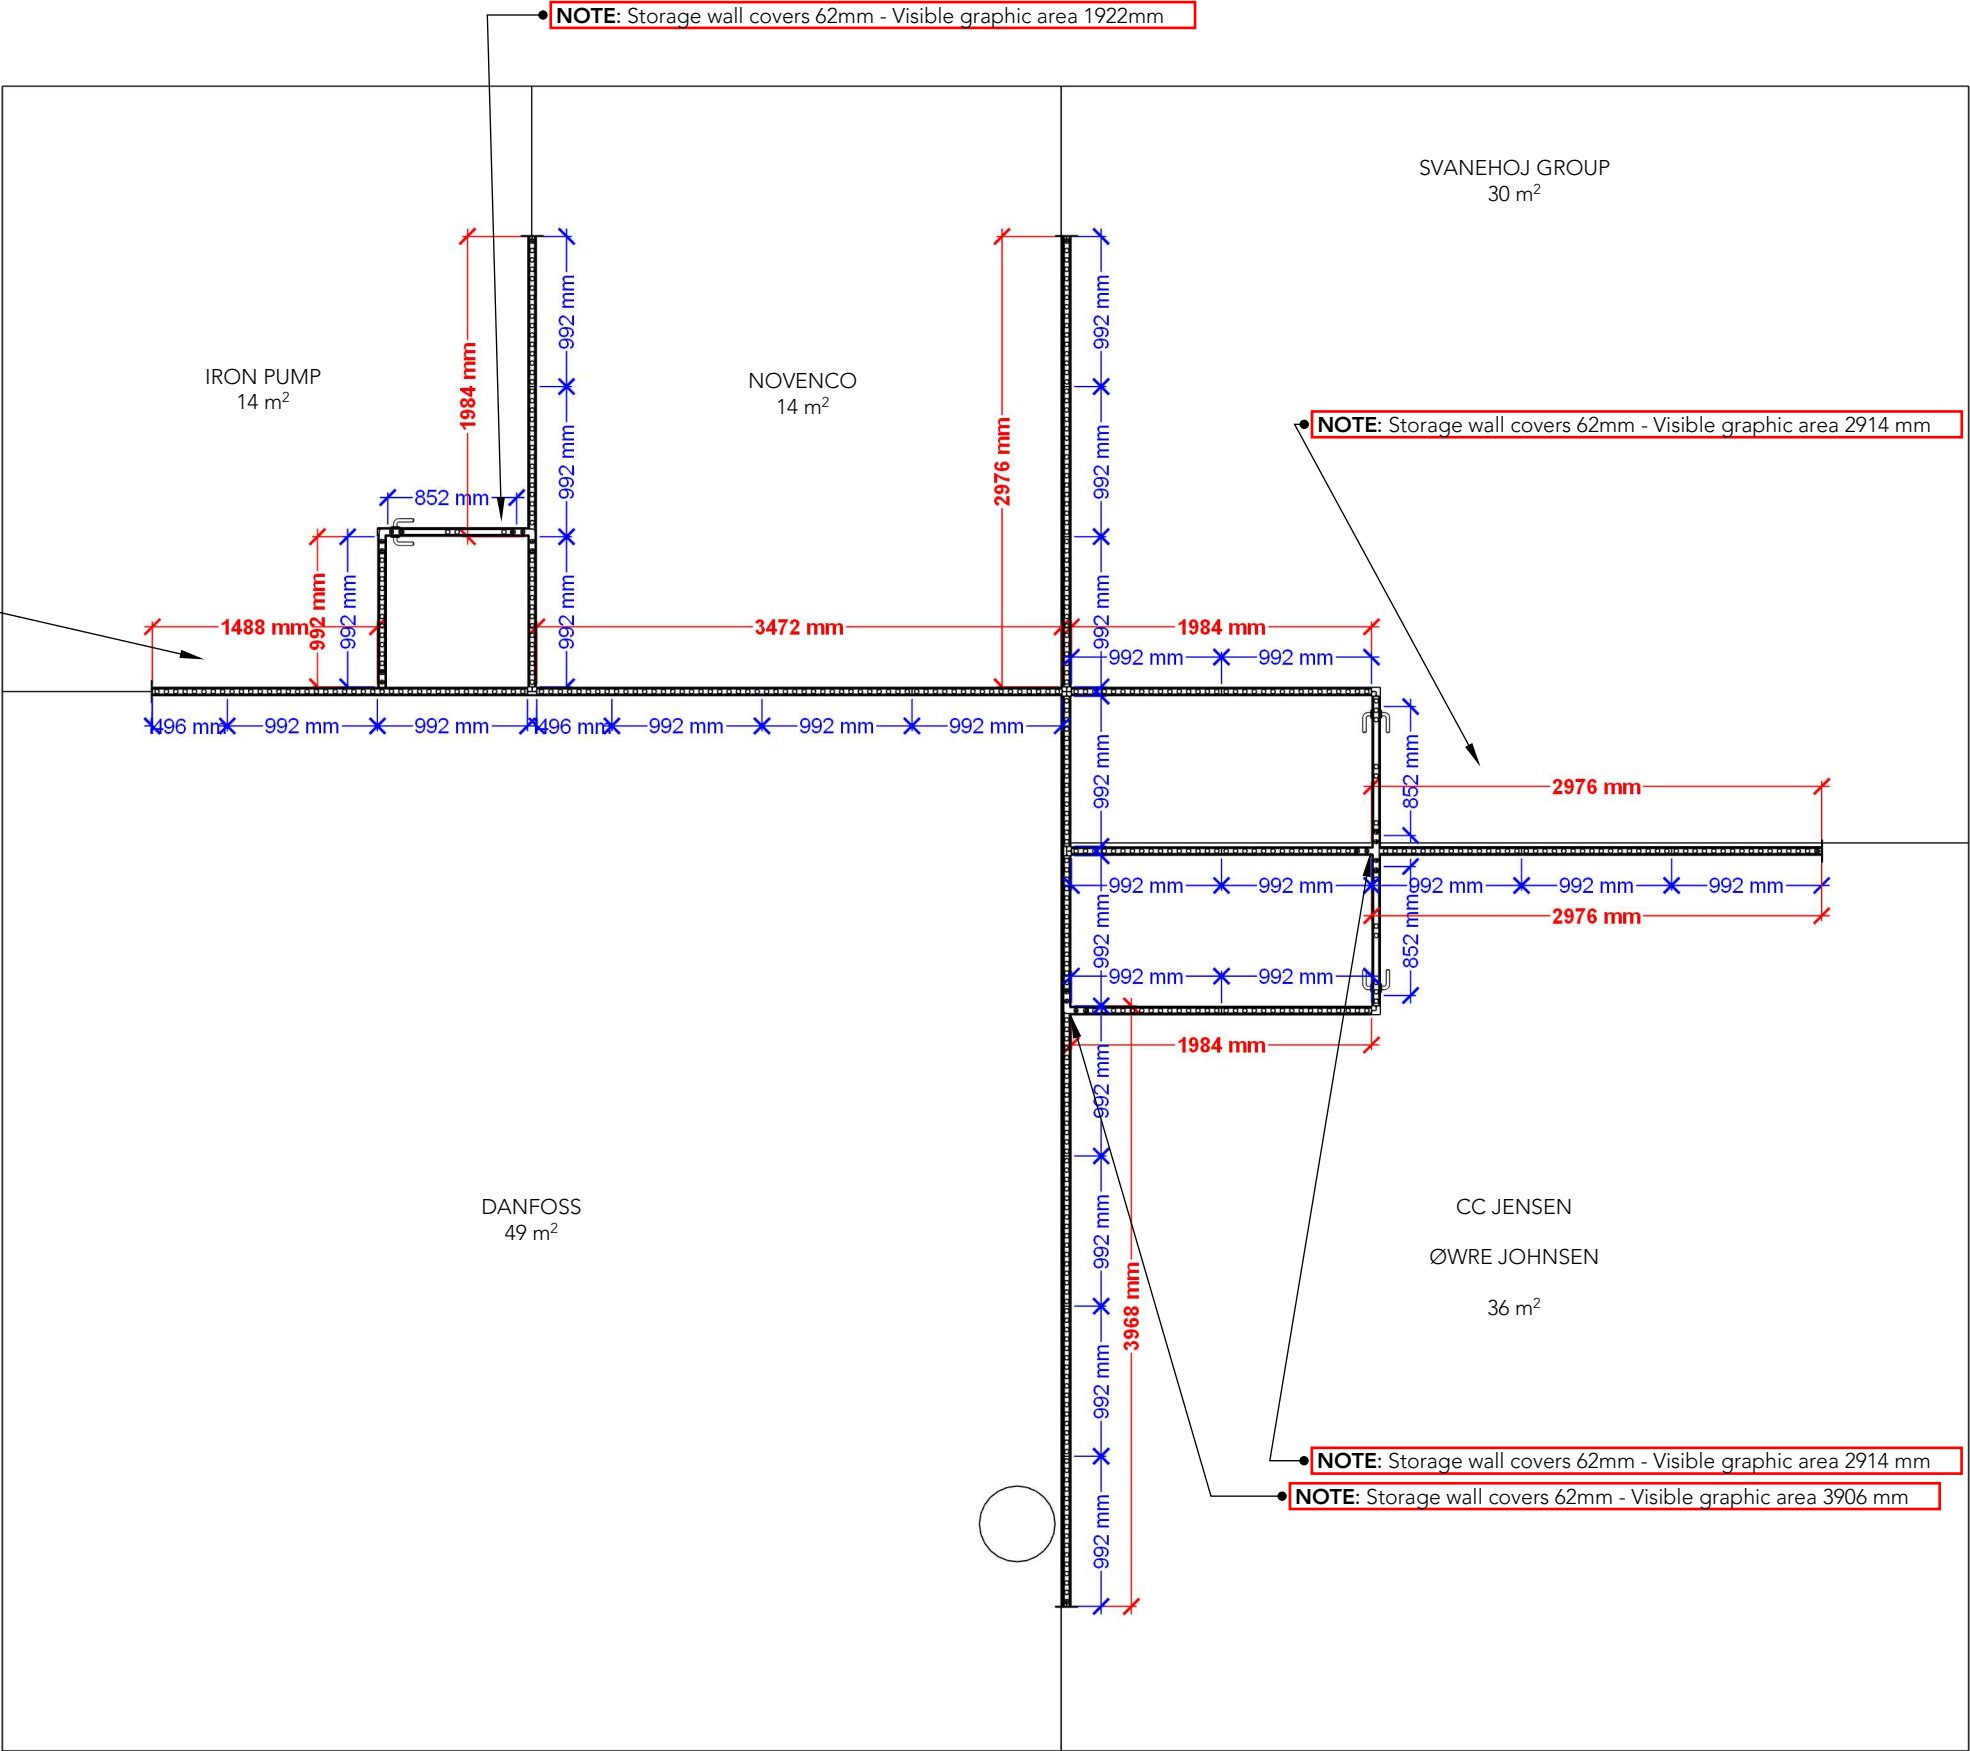 NOTE: Storage wall covers 62mm - Visible graphic area 1922mm
SVANEHOJ GROUP
30 m²
992 mm
992 mm
1984 mm
IRON PUMP
14 m²
NOVENCO
14 m²
2976 mm
NOTE: Storage wall covers 62mm - Visible graphic area 2914 mm
992 mm
992 mm
852 mm
992 mm
992 mm
992 mm
992 mm
1488 mm
3472 mm
1984 mm
992 mm
992 mm
496 mm
992 mm
992 mm
496 mm
992 mm
992 mm
992 mm
992 mm
852 mm
2976 mm
992 mm
992 mm
992 mm
992 mm
992 mm
2976 mm
992 mm
852 mm
992 mm
992 mm
1984 mm
992 mm
DANFOSS
49 m²
992 mm
3968 mm
992 mm
992 mm
CC JENSEN
ØWRE JOHNSEN
36 m²
NOTE: Storage wall covers 62mm - Visible graphic area 2914 mm
NOTE: Storage wall covers 62mm - Visible graphic area 3906 mm